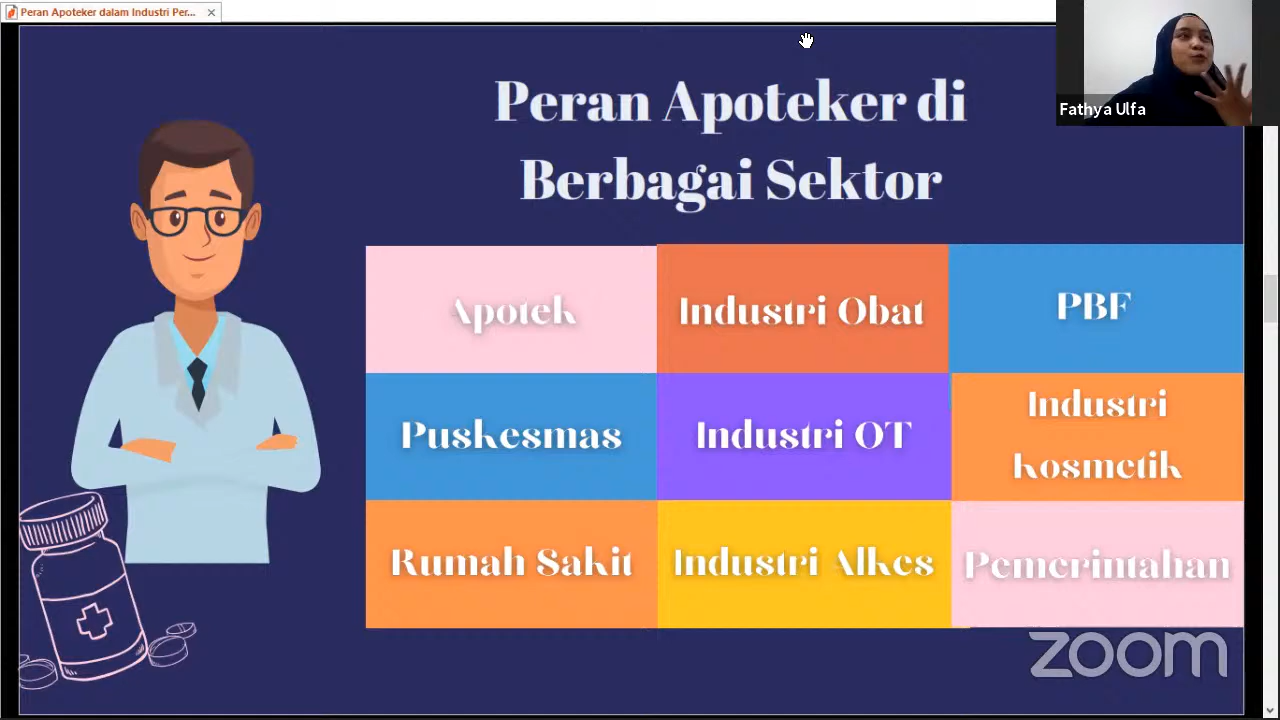 Peran Apoteker dalam Industri Per...
Fathya Ulfa
Peran Apoteker di
Berbagai Sektor
Apotek
Industri Obat
PBF
Puskesmas
Industri OT
Industri
Kosmetik
Rumah Sakit
Industri Alkes
Pemerintahan
zoom